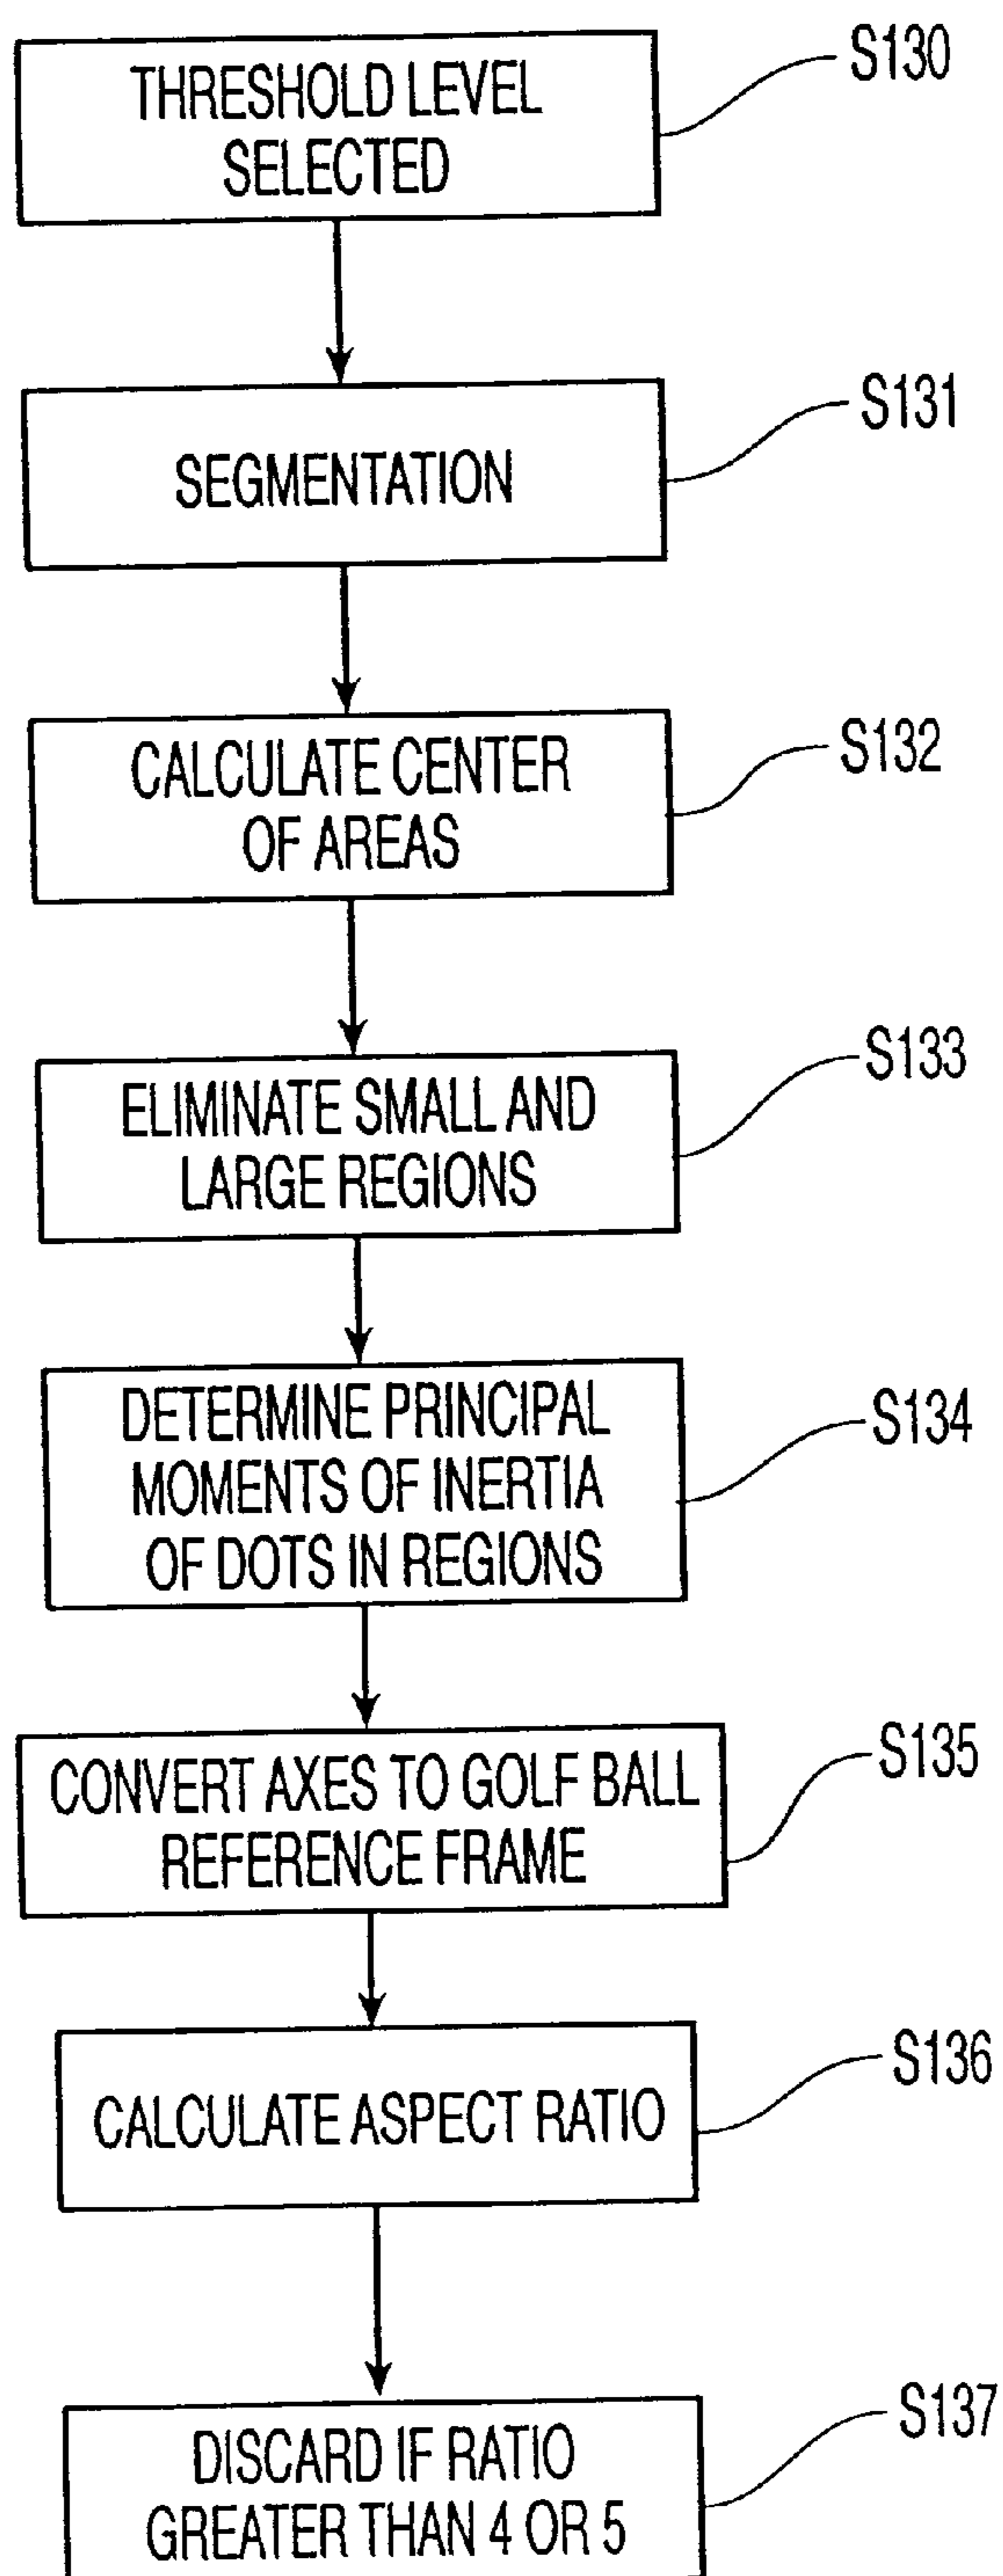 THRESHOLD LEVEL
SELECTED
S130
SEGMENTATION
S131
CALCULATE CENTER
OF AREAS
S132
ELIMINATE SMALL AND
LARGE REGIONS
S133
DETERMINE PRINCIPAL
MOMENTS OF INERTIA
OF DOTS IN REGIONS
S134
CONVERT AXES TO GOLF BALL
REFERENCE FRAME
S135
CALCULATE ASPECT RATIO
S136
DISCARD IF RATIO
GREATER THAN 4 OR 5
S137